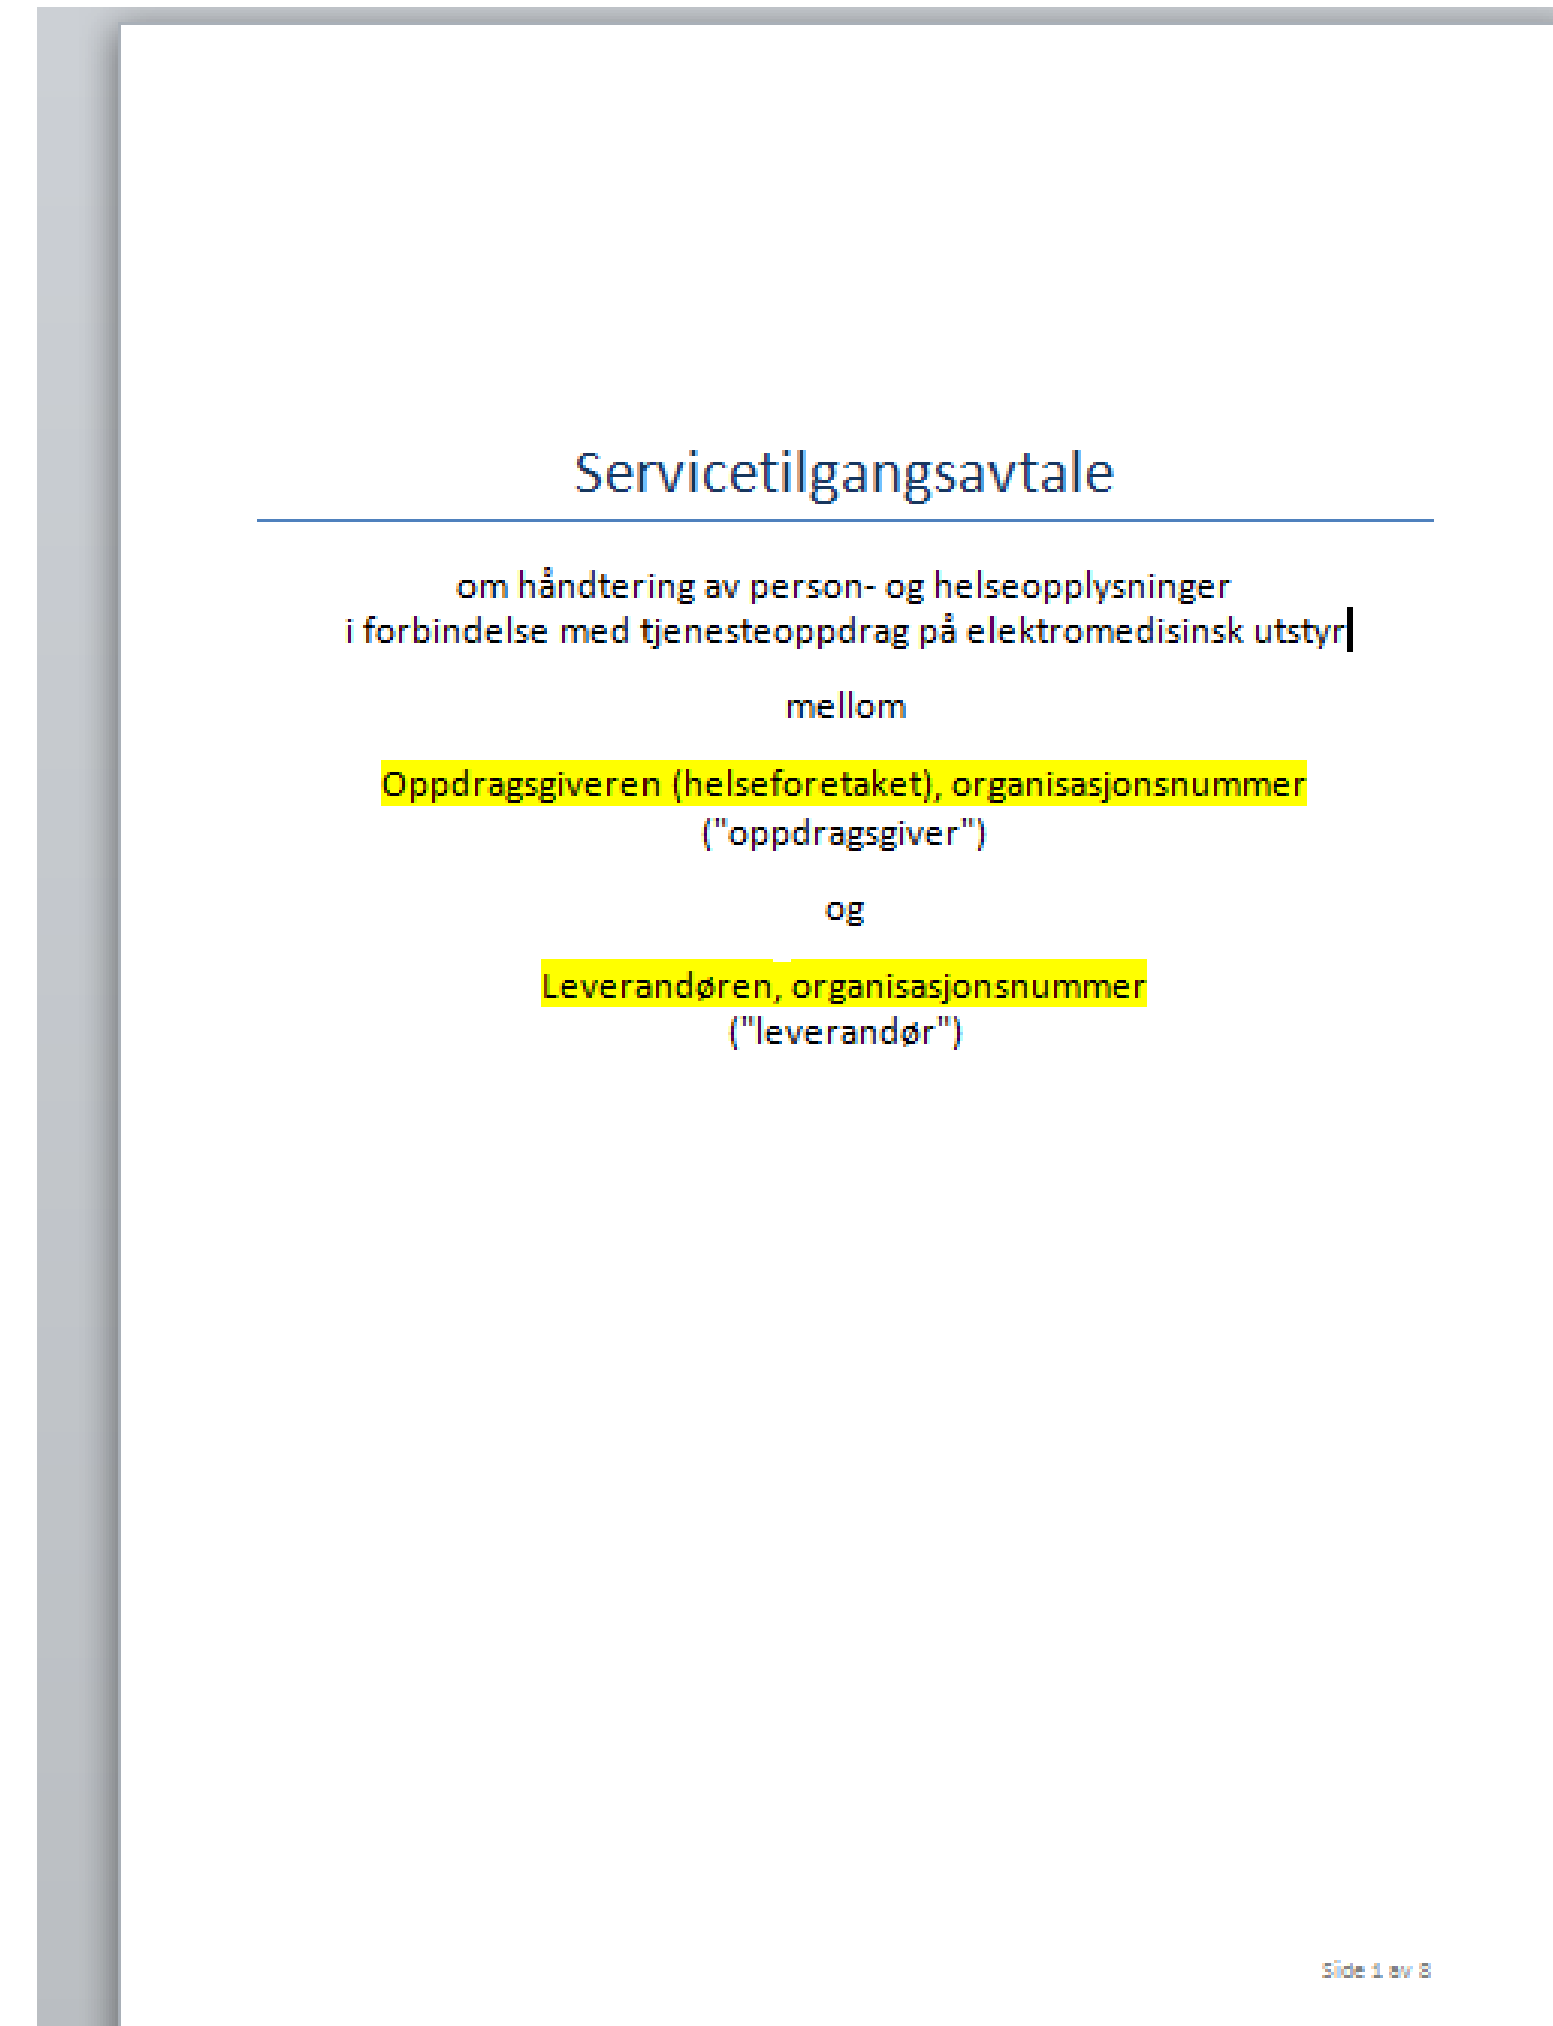 Servicetilgangsavtale
om håndtering av person- og helseopplysninger
i forbindelse med tjenesteoppdrag på elektromedisinsk utstyr
mellom
Oppdragsgiveren (helseforetaket), organisasjonsnummer
("oppdragsgiver")
og
Leverandøren, organisasjonsnummer
("leverandør")
Side 1 av 8